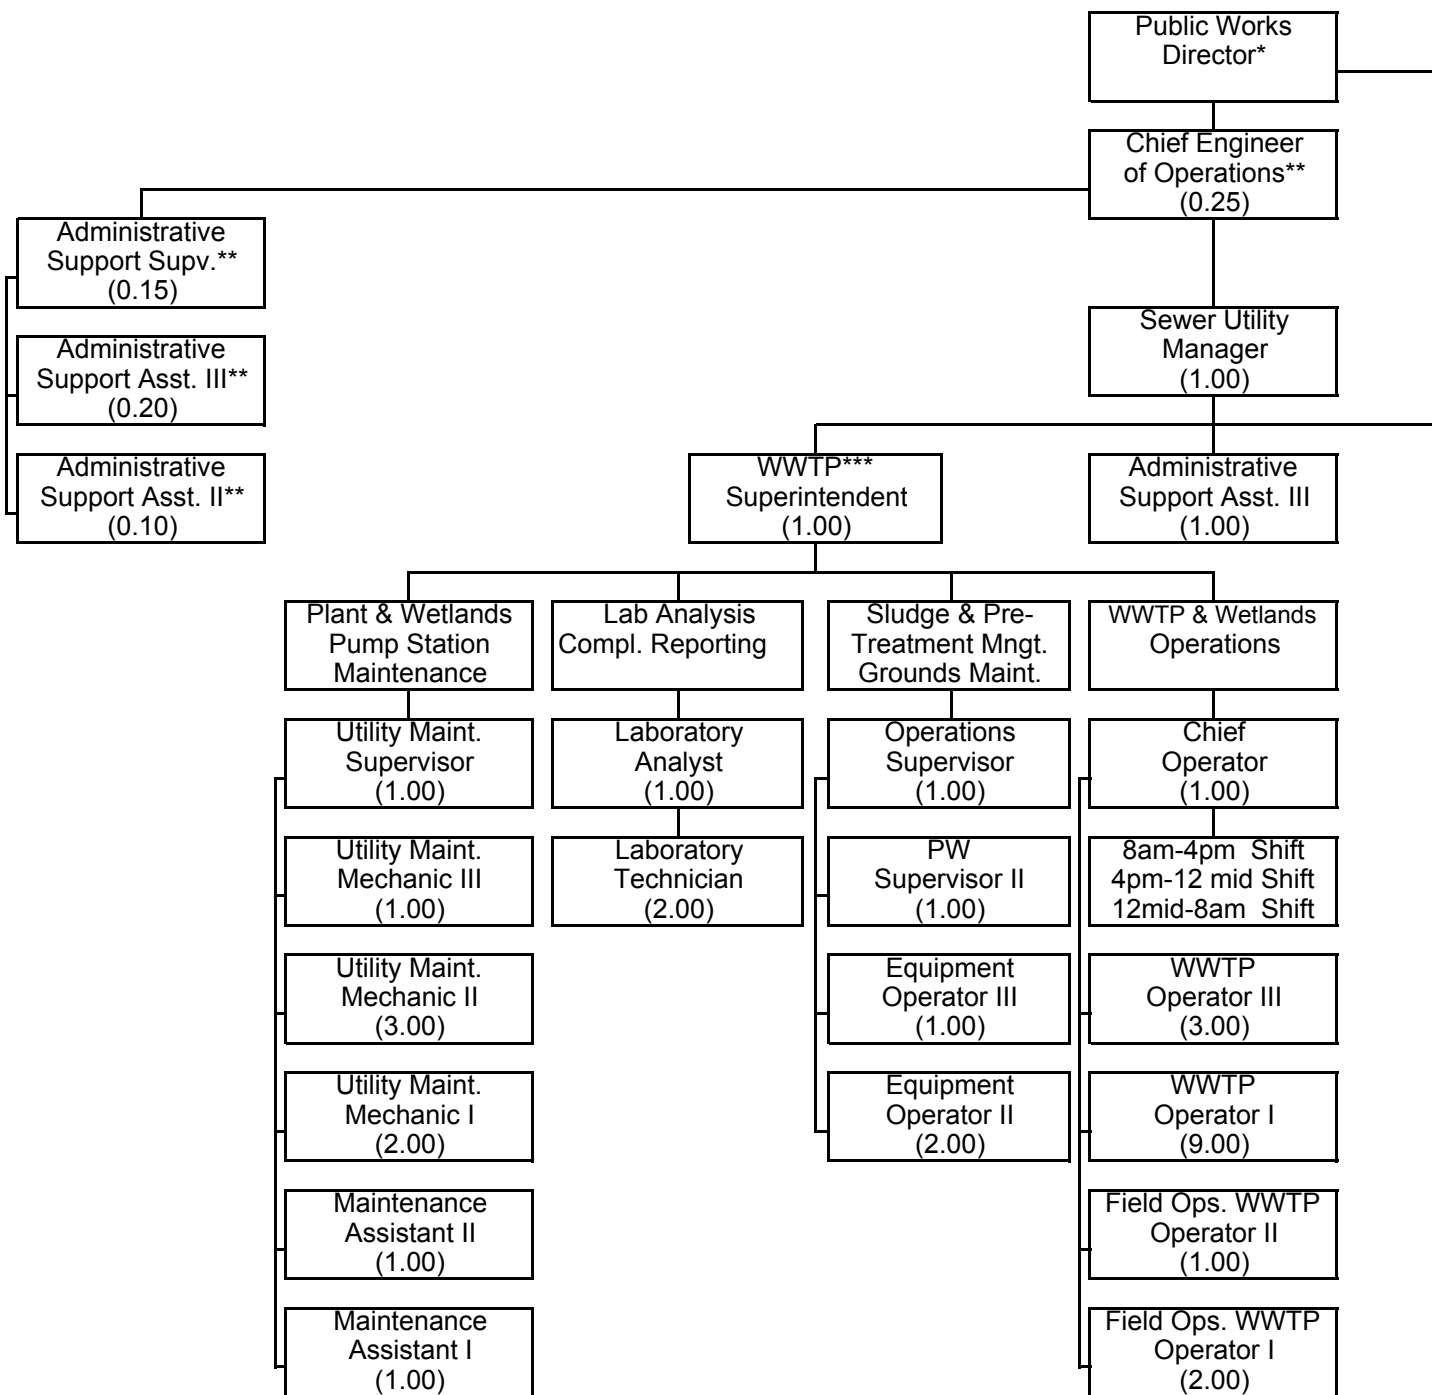 Public Works
Director*
Chief Engineer
of Operations**
(0.25)
Administrative
Support Supv.**
(0.15)
Administrative
Support Asst. III**
(0.20)
Administrative
Support Asst. II**
(0.10)
Sewer Utility
Manager
(1.00)
WWTP***
Superintendent
(1.00)
Administrative
Support Asst. III
(1.00)
Plant & Wetlands
Pump Station
Maintenance
Utility Maint.
Supervisor
(1.00)
Utility Maint.
Mechanic III
(1.00)
Utility Maint.
Mechanic II
(3.00)
Utility Maint.
Mechanic I
(2.00)
Maintenance
Assistant II
(1.00)
Maintenance
Assistant I
(1.00)
Lab Analysis
Compl. Reporting
Laboratory
Analyst
(1.00)
Laboratory
Technician
(2.00)
Sludge & Pre-
Treatment Mngt.
Grounds Maint.
Operations
Supervisor
(1.00)
PW
Supervisor II
(1.00)
Equipment
Operator III
(1.00)
Equipment
Operator II
(2.00)
WWTP & Wetlands
Operations
Chief
Operator
(1.00)
8am-4pm  Shift
4pm-12 mid Shift
12mid-8am  Shift
WWTP
Operator III
(3.00)
WWTP
Operator I
(9.00)
Field Ops. WWTP
Operator II
(1.00)
Field Ops. WWTP
Operator I
(2.00)